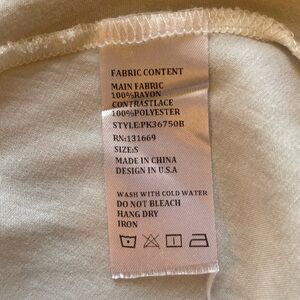 FABRIC CONTENT
MAIN FABRIC
100%RAYON
CONTRASTLACE
100%POLYESTER
STYLE:PK36750B
RN:131669
SIZE:S
MADE IN CHINA
DESIGN IN U.S.A
WASH WITH COLD WATER
DO NOT BLEACH
HANG DRY
IRON